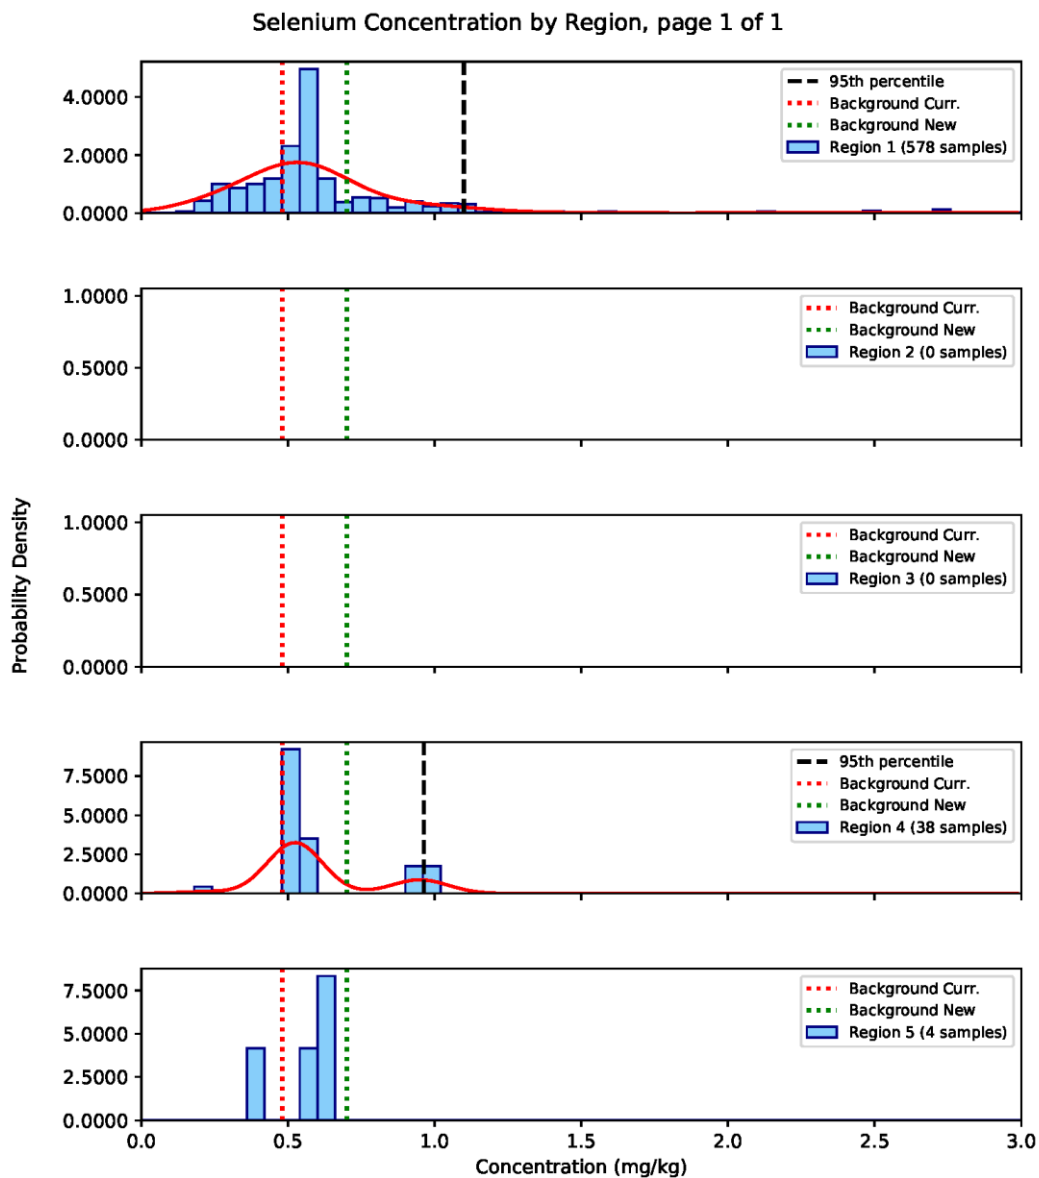 Selenium Concentration by Region, page 1 of 1
4.0000
2.0000
0.0000
95th percentile
Background Curr.
Background New
Region 1 (578 samples)
1.0000
0.5000
0.0000
Background Curr.
Background New
Region 2 (0 samples)
Probability Density
1.0000
0.5000
0.0000
Background Curr.
Background New
Region 3 (0 samples)
7.5000
5.0000
2.5000
0.0000
95th percentile
Background Curr.
Background New
Region 4 (38 samples)
7.5000
5.0000
2.5000
0.0000
Background Curr.
Background New
Region 5 (4 samples)
0.0 0.5 1.0 1.5 2.0 2.5 3.0
Concentration (mg/kg)